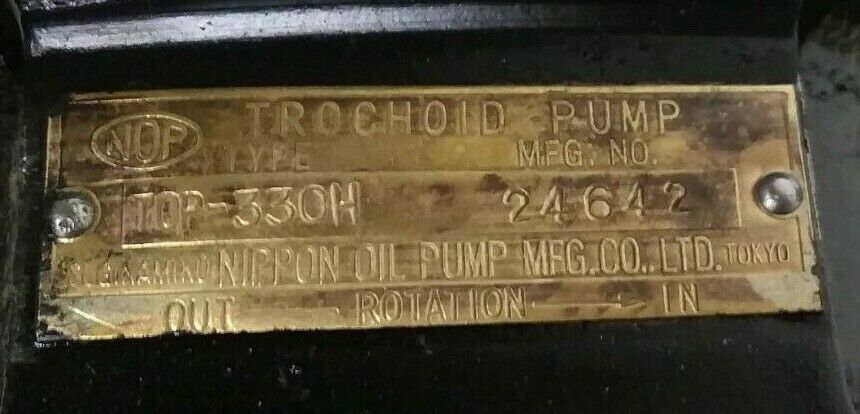 NOP TROCHOID PUMP
TYPE MFG. NO.
TOP-330H 24642
SUGINAMIKU NIPPON OIL PUMP MFG.CO.,LTD. TOKYO
OUT ROTATION IN